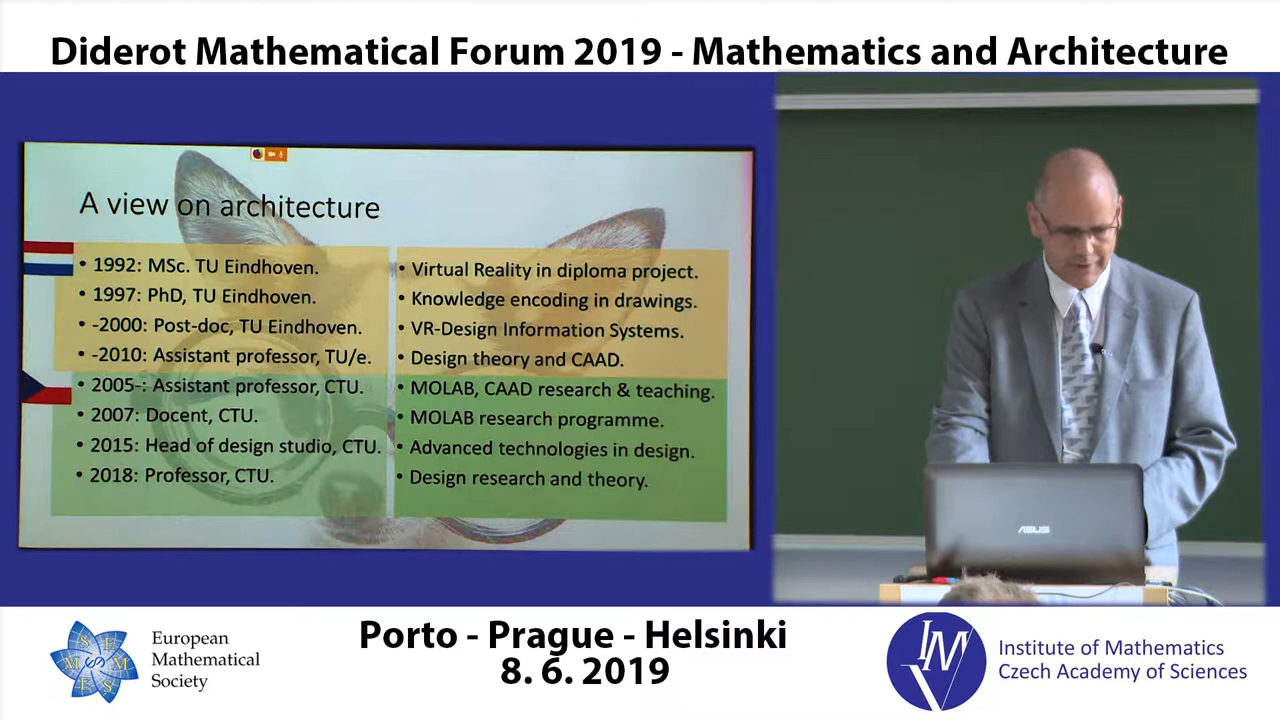 Diderot Mathematical Forum 2019 - Mathematics and Architecture
A view on architecture
• 1992: MSc. TU Eindhoven.
• 1997: PhD, TU Eindhoven.
• -2000: Post-doc, TU Eindhoven.
• -2010: Assistant professor, TU/e.
• 2005-: Assistant professor, CTU.
• 2007: Docent, CTU.
• 2015: Head of design studio, CTU.
• 2018: Professor, CTU.
• Virtual Reality in diploma project.
• Knowledge encoding in drawings.
• VR-Design Information Systems.
• Design theory and CAAD.
• MOLAB, CAAD research & teaching.
• MOLAB research programme.
• Advanced technologies in design.
• Design research and theory.
ASUS
European
Mathematical
Society
Porto - Prague - Helsinki
8. 6. 2019
IM
Institute of Mathematics
Czech Academy of Sciences